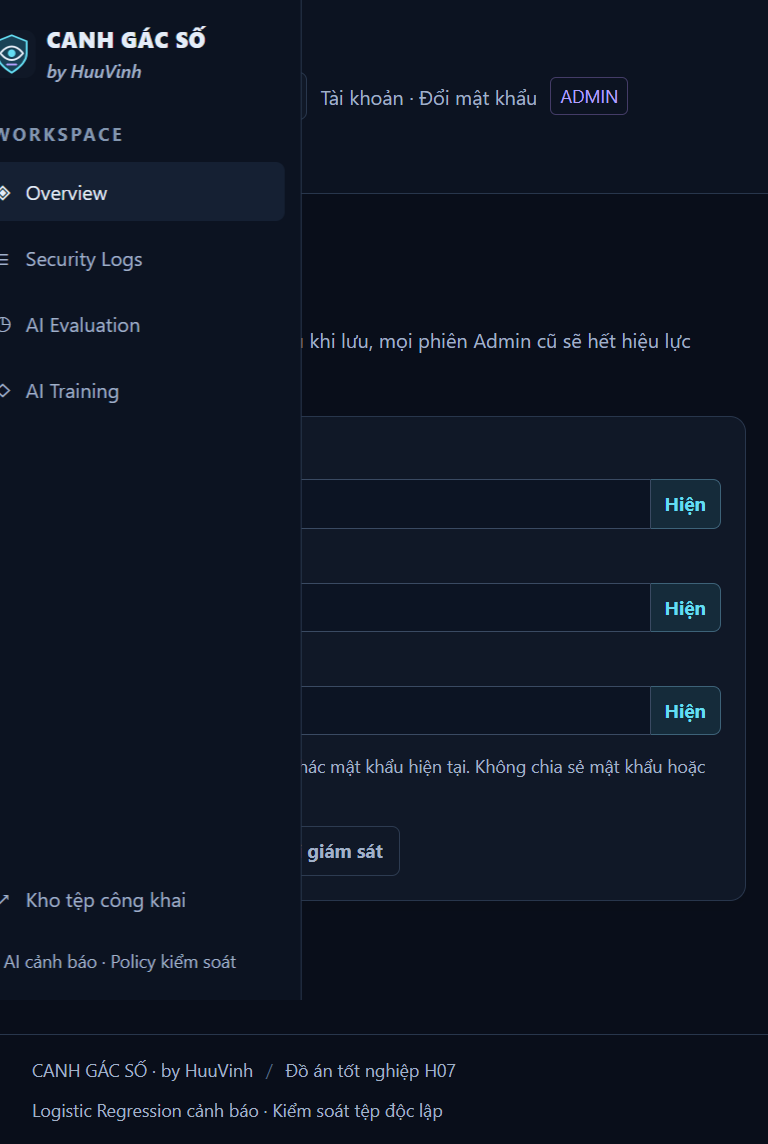 CANH GÁC SỐ
by HuuVinh
Tài khoản · Đổi mật khẩu
ADMIN
WORKSPACE
Overview
Security Logs
AI Evaluation
AI Training
khi lưu, mọi phiên Admin cũ sẽ hết hiệu lực
Hiện
Hiện
Hiện
mật khẩu hiện tại. Không chia sẻ mật khẩu hoặc
giám sát
Kho tệp công khai
AI cảnh báo · Policy kiểm soát
CANH GÁC SỐ · by HuuVinh / Đồ án tốt nghiệp H07
Logistic Regression cảnh báo · Kiểm soát tệp độc lập